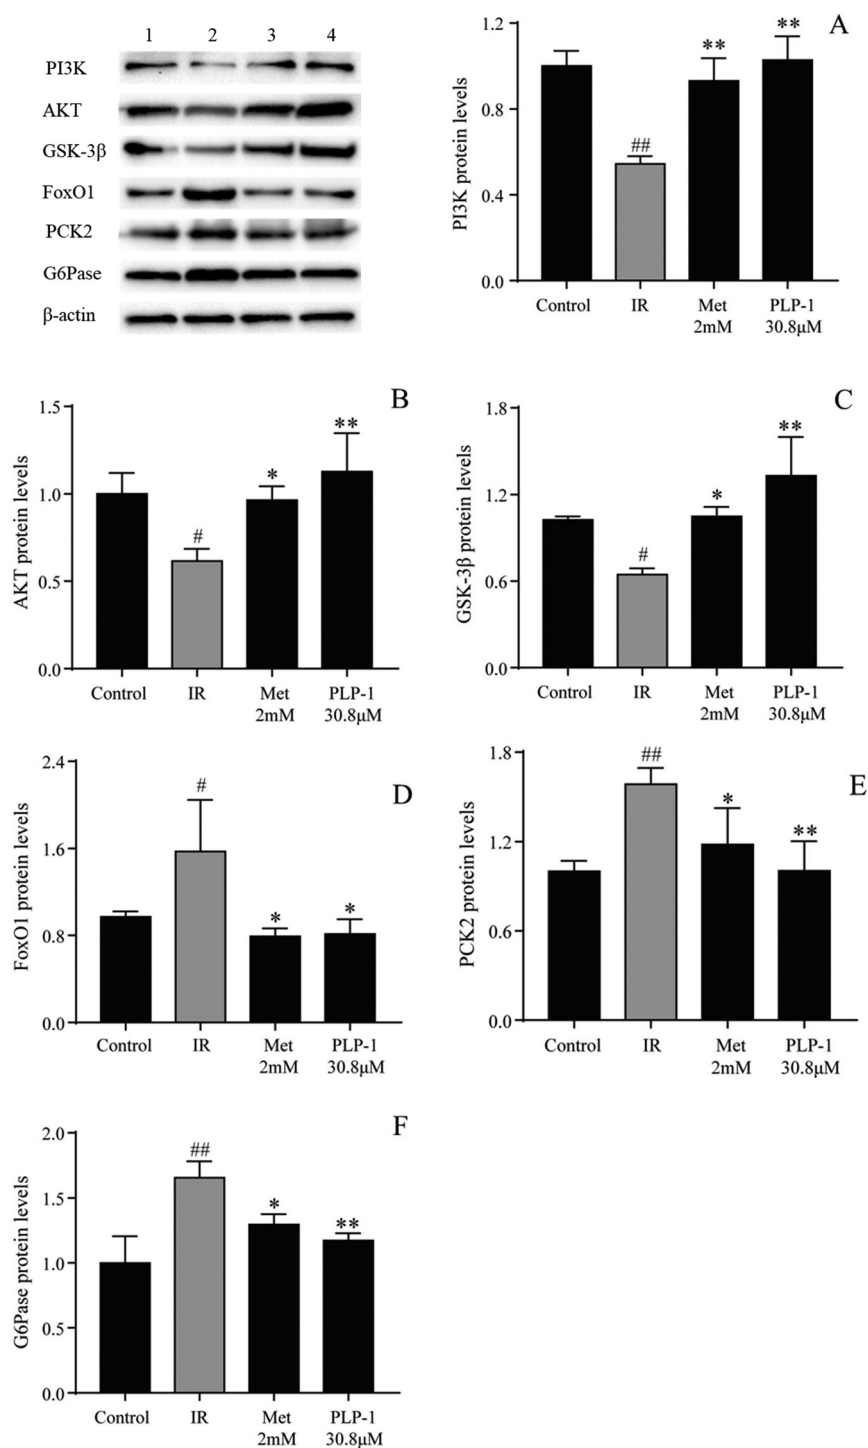 1 2 3 4
PI3K
AKT
GSK-3β
FoxO1
PCK2
G6Pase
β-actin
A
PI3K protein levels
1.2
0.8
0.4
0.0
##
**
**
Control IR Met PLP-1
2mM 30.8μM
B
AKT protein levels
1.5
1.0
0.5
0.0
#
*
**
Control IR Met PLP-1
2mM 30.8μM
C
GSK-3β protein levels
1.8
1.2
0.6
0.0
#
*
**
Control IR Met PLP-1
2mM 30.8μM
D
FoxO1 protein levels
2.4
1.6
0.8
0.0
#
*
*
Control IR Met PLP-1
2mM 30.8μM
E
PCK2 protein levels
1.8
1.2
0.6
0.0
##
*
**
Control IR Met PLP-1
2mM 30.8μM
F
G6Pase protein levels
2.0
1.5
1.0
0.5
0.0
##
*
**
Control IR Met PLP-1
2mM 30.8μM